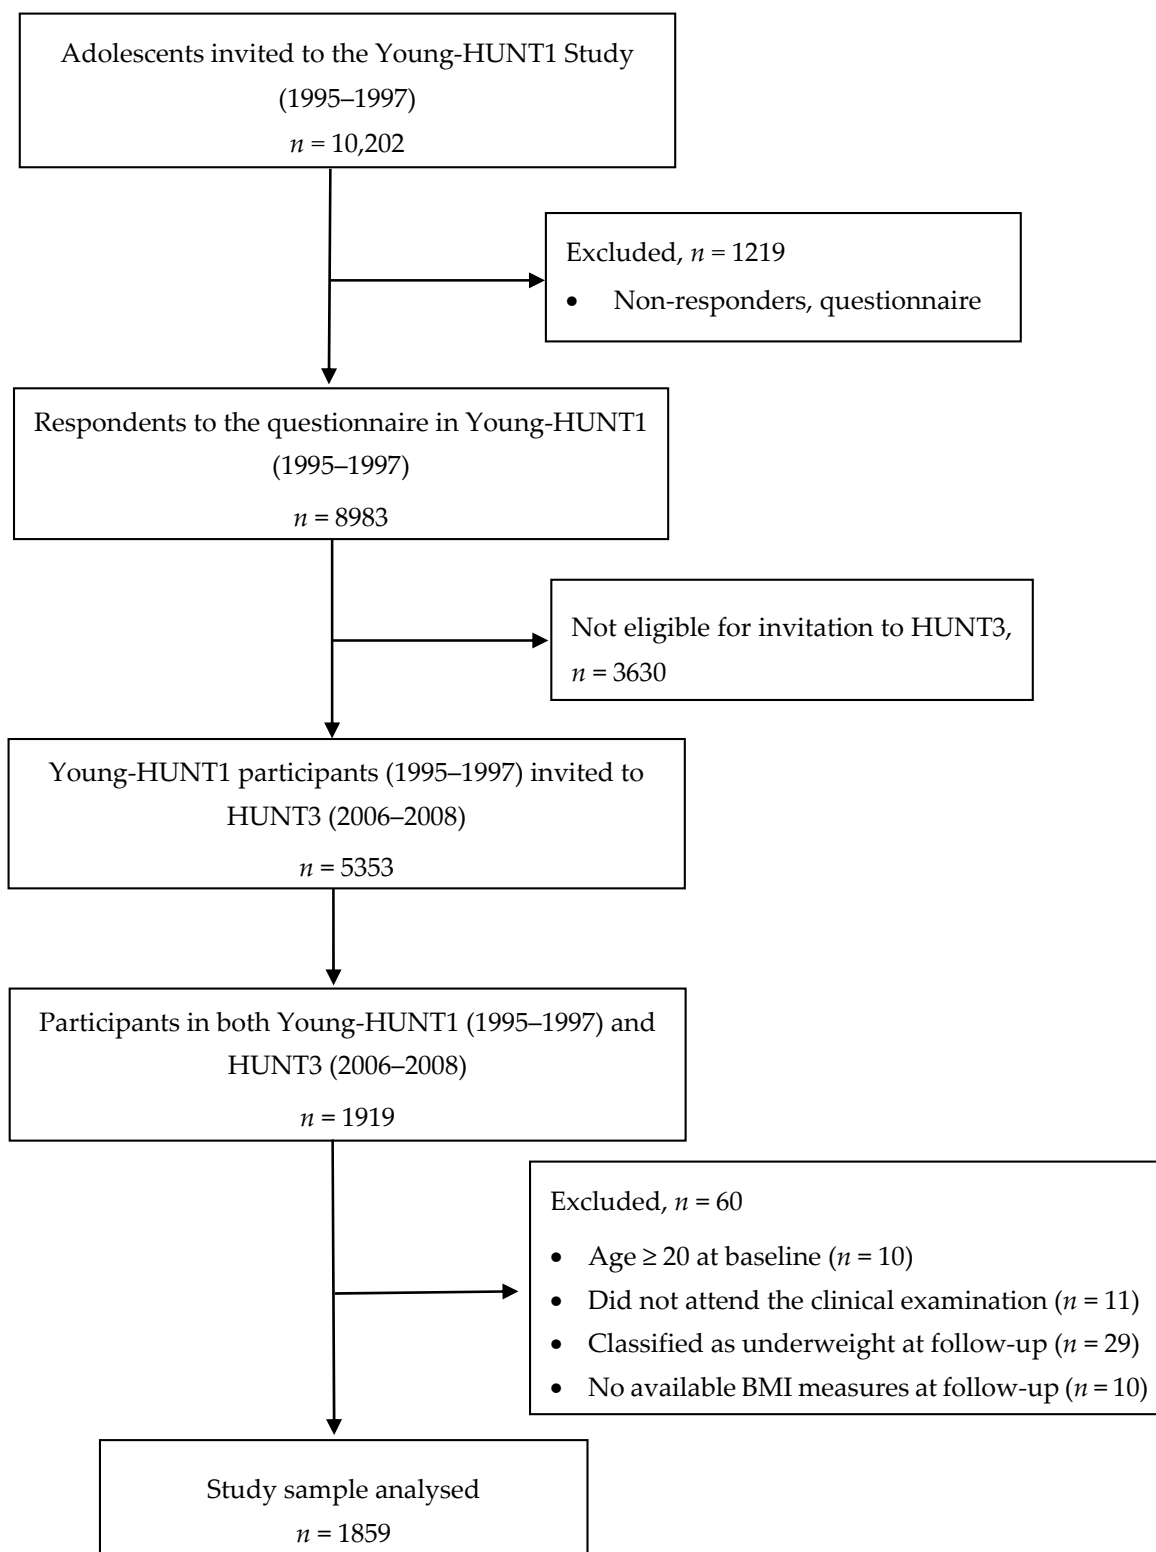 Adolescents invited to the Young-HUNT1 Study
(1995–1997)
n = 10,202
Excluded, n = 1219
• Non-responders, questionnaire
Respondents to the questionnaire in Young-HUNT1
(1995–1997)
n = 8983
Not eligible for invitation to HUNT3,
n = 3630
Young-HUNT1 participants (1995–1997) invited to
HUNT3 (2006–2008)
n = 5353
Participants in both Young-HUNT1 (1995–1997) and
HUNT3 (2006–2008)
n = 1919
Excluded, n = 60
• Age ≥ 20 at baseline (n = 10)
• Did not attend the clinical examination (n = 11)
• Classified as underweight at follow-up (n = 29)
• No available BMI measures at follow-up (n = 10)
Study sample analysed
n = 1859